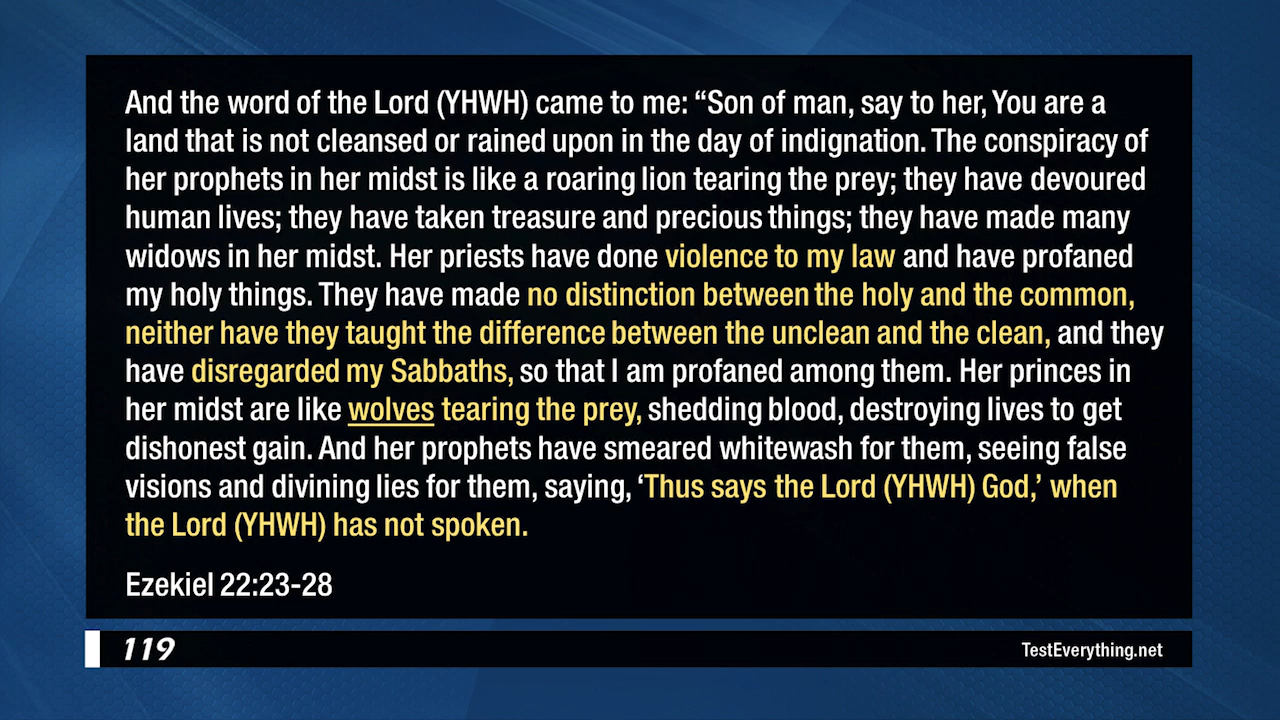 And the word of the Lord (YHWH) came to me: “Son of man, say to her, You are a
land that is not cleansed or rained upon in the day of indignation. The conspiracy of
her prophets in her midst is like a roaring lion tearing the prey; they have devoured
human lives; they have taken treasure and precious things; they have made many
widows in her midst. Her priests have done violence to my law and have profaned
my holy things. They have made no distinction between the holy and the common,
neither have they taught the difference between the unclean and the clean, and they
have disregarded my Sabbaths, so that I am profaned among them. Her princes in
her midst are like wolves tearing the prey, shedding blood, destroying lives to get
dishonest gain. And her prophets have smeared whitewash for them, seeing false
visions and divining lies for them, saying, ‘Thus says the Lord (YHWH) God,’ when
the Lord (YHWH) has not spoken.
Ezekiel 22:23-28
119
TestEverything.net